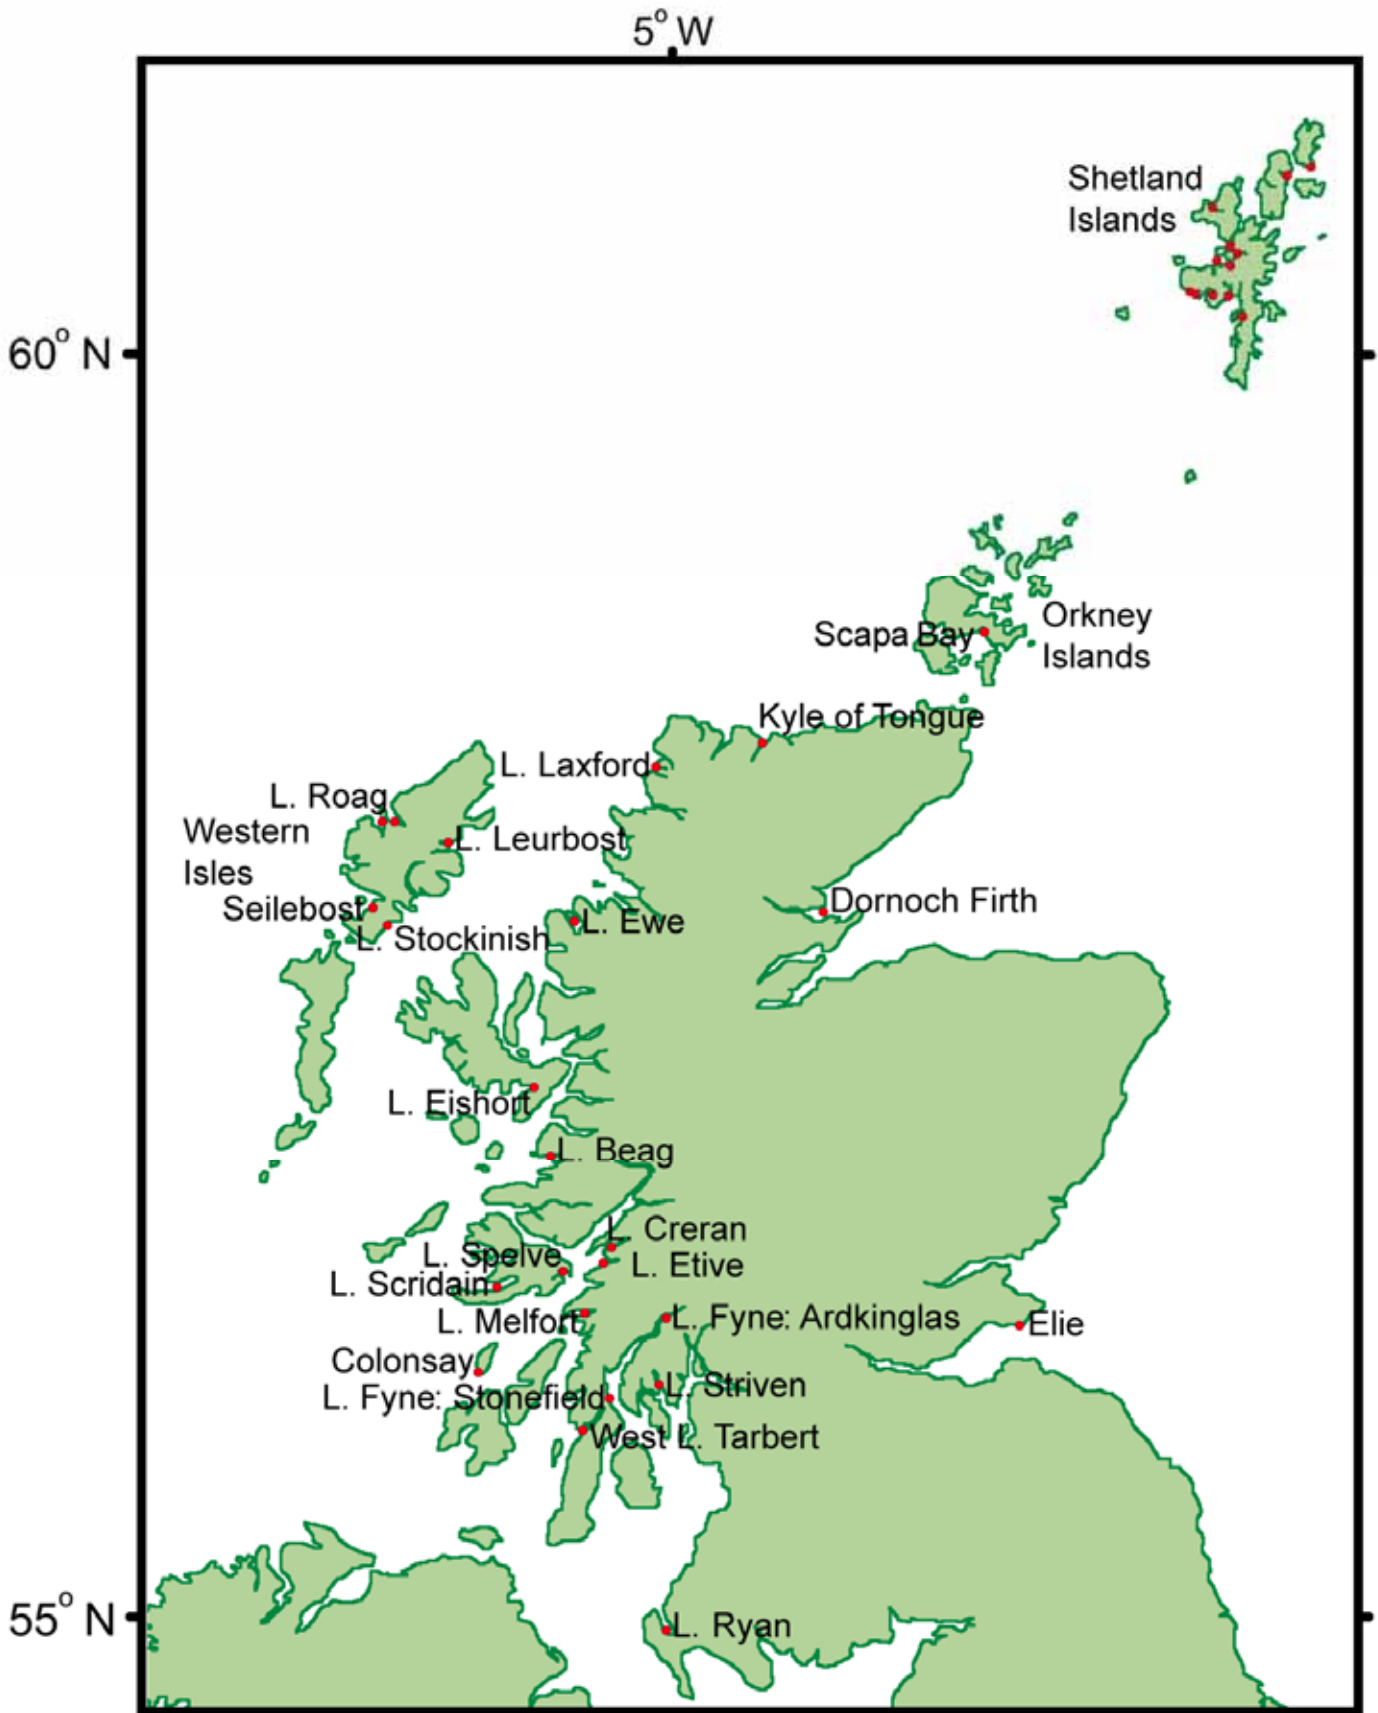 5° W
Shetland
Islands
60° N
Orkney
Islands
Scapa Bay
Kyle of Tongue
L. Laxford
L. Roag
Western
Isles
L. Leurbost
Seilebost
L. Stockinish
L. Ewe
Dornoch Firth
L. Eishort
L. Beag
L. Creran
L. Spelve
L. Etive
L. Scridain
L. Melfort
L. Fyne: Ardkinglas
Elie
Colonsay
L. Fyne: Stonefield
L. Striven
West L. Tarbert
55° N
L. Ryan